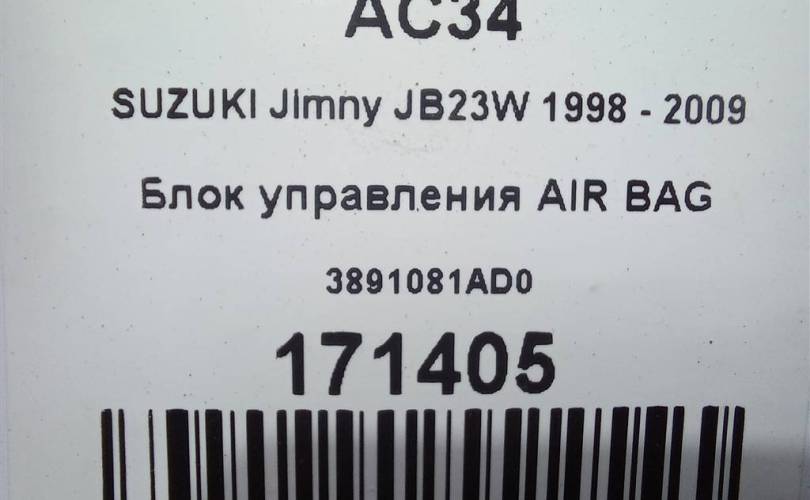 AC34
SUZUKI Jimny JB23W 1998 - 2009
Блок управления AIR BAG
3891081AD0
171405